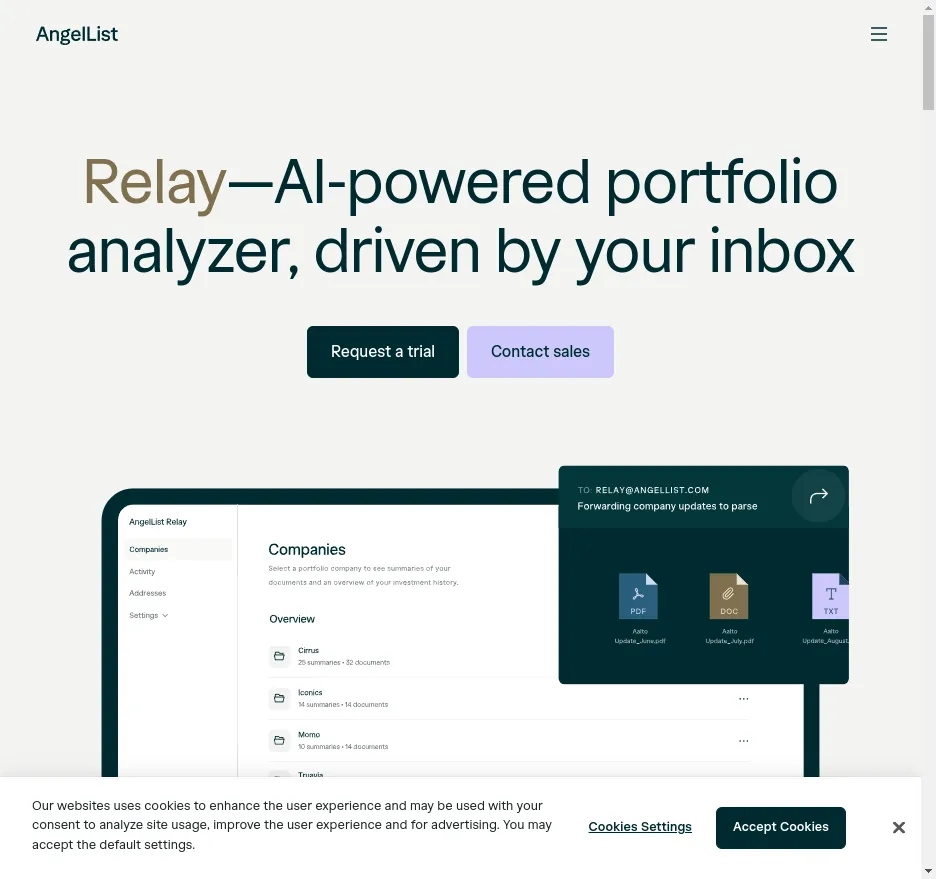 AngelList
Relay—AI-powered portfolio
analyzer, driven by your inbox
Request a trial
Contact sales
TO: RELAY@ANGELLIST.COM
Forwarding company updates to parse
PDF
DOC
TXT
Aalto
Update_June.pdf
Aalto
Update_July.pdf
Aalto
Update_August.
AngelList Relay
Companies
Activity
Addresses
Settings
Companies
Select a portfolio company to see summaries of your
documents and an overview of your investment history.
Overview
Cirrus
25 summaries • 32 documents
Iconics
14 summaries • 14 documents
Momo
10 summaries • 14 documents
Truavia
Our websites uses cookies to enhance the user experience and may be used with your
consent to analyze site usage, improve the user experience and for advertising. You may
accept the default settings.
Cookies Settings
Accept Cookies